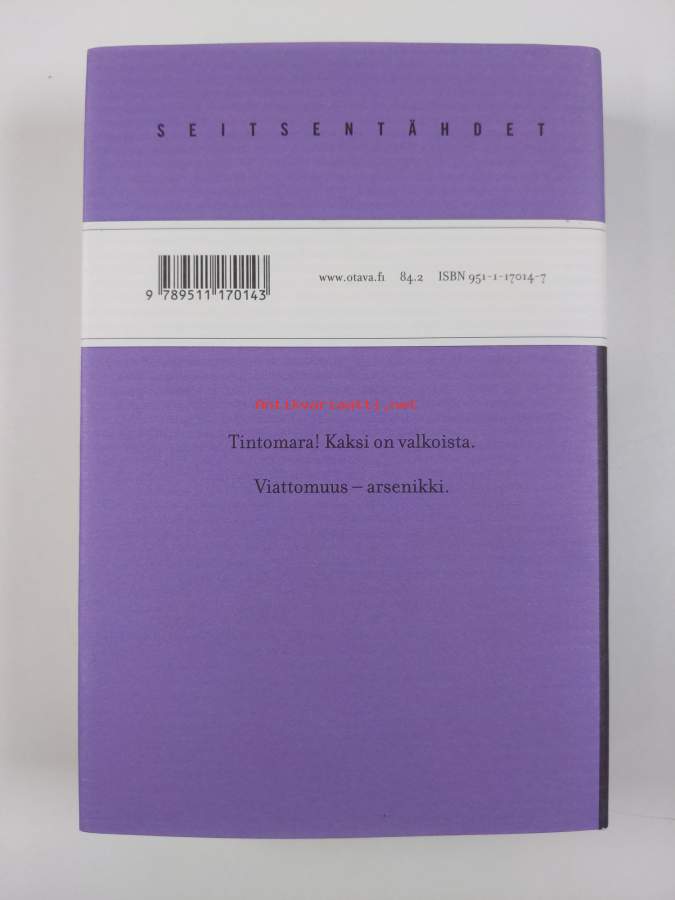 SEITSENTÄHDET
www.otava.fi 84.2 ISBN 951-1-17014-7
9 789511 170143
Antikvariaatti.net
Tintomara! Kaksi on valkoista.
Viattomuus – arsenikki.